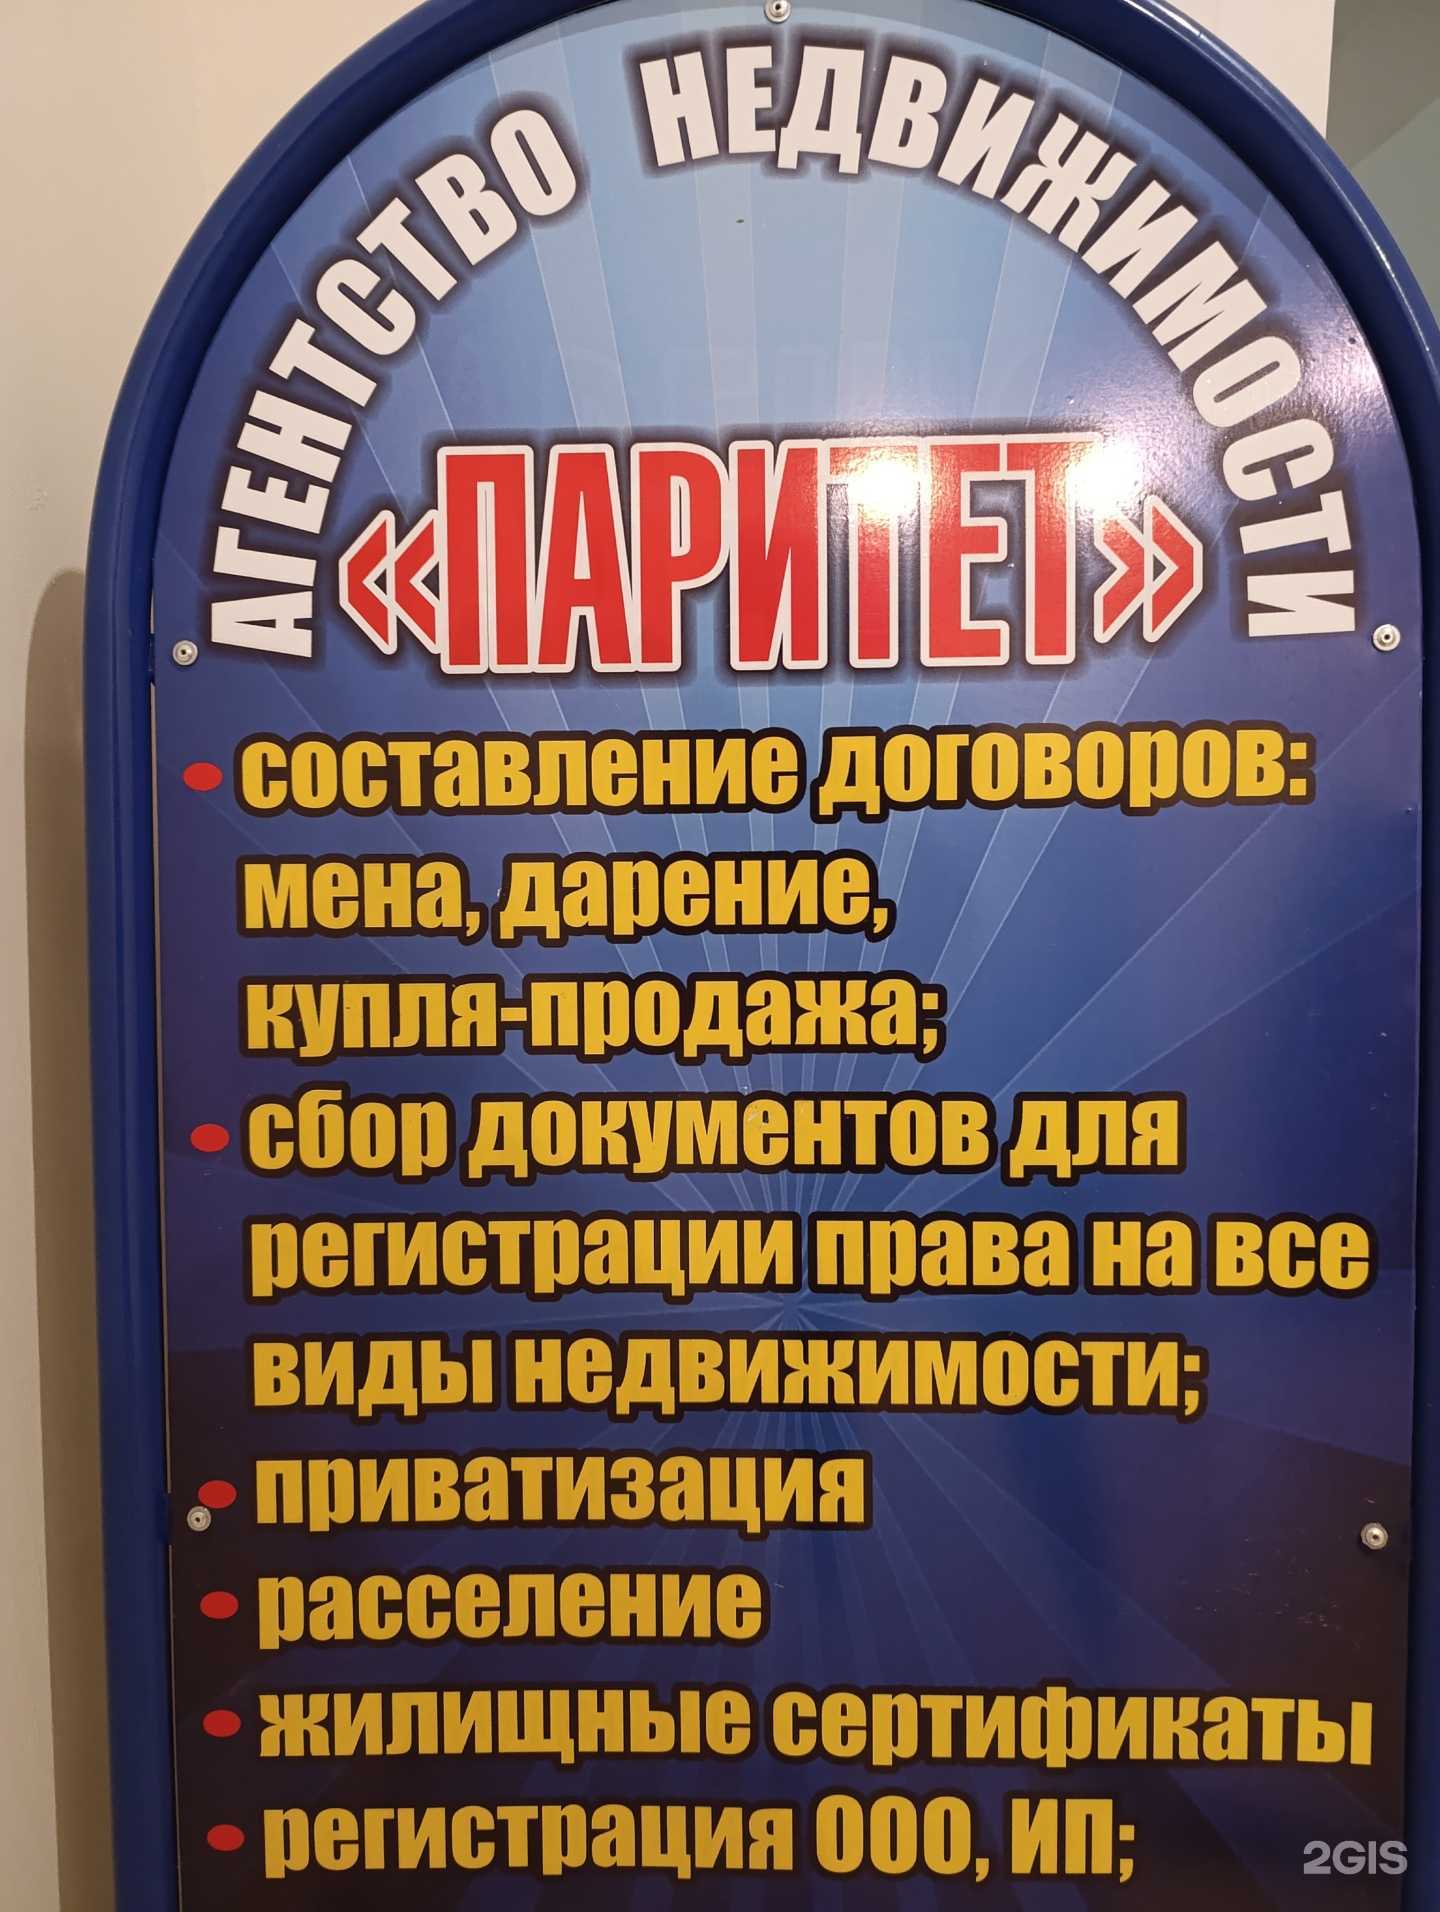 АГЕНТСТВО НЕДВИЖИМОСТИ
«ПАРИТЕТ»
• составление договоров:
мена, дарение,
купля-продажа;
• сбор документов для
регистрации права на все
виды недвижимости;
• приватизация
• расселение
• жилищные сертификаты
• регистрация ООО, ИП;
2GIS